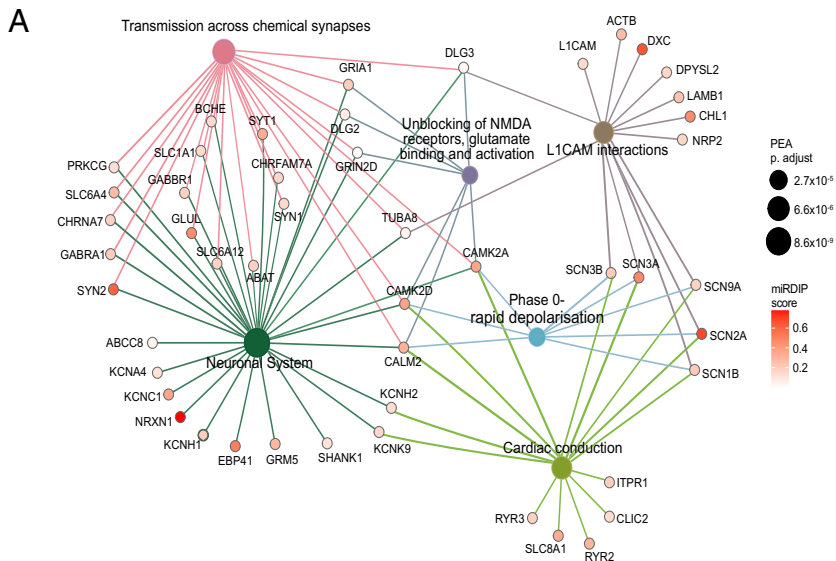 A
Transmission across chemical synapses
ACTB
DLG3
L1CAM
DXC
GRIA1
DPYSL2
LAMB1
BCHE
SYT1
DLG2
Unblocking of NMDA
receptors, glutamate
binding and activation
CHL1
L1CAM interactions
NRP2
PEA
p. adjust
2.7x10⁻⁵
6.6x10⁻⁶
8.6x10⁻⁹
PRKCG
SLC1A1
CHRFAM7A
GRIN2D
SLC6A4
GABBR1
SYN1
CHRNA7
GLUL
TUBA8
GABRA1
SLC6A12
ABAT
CAMK2A
SCN3B
SCN3A
SYN2
CAMK2D
SCN9A
miRDIP
score
0.6
0.4
0.2
Phase 0-
rapid depolarisation
SCN2A
ABCC8
Neuronal System
CALM2
SCN1B
KCNA4
KCNC1
KCNH2
NRXN1
KCNH1
EBP41
GRM5
SHANK1
KCNK9
Cardiac conduction
ITPR1
RYR3
CLIC2
SLC8A1
RYR2